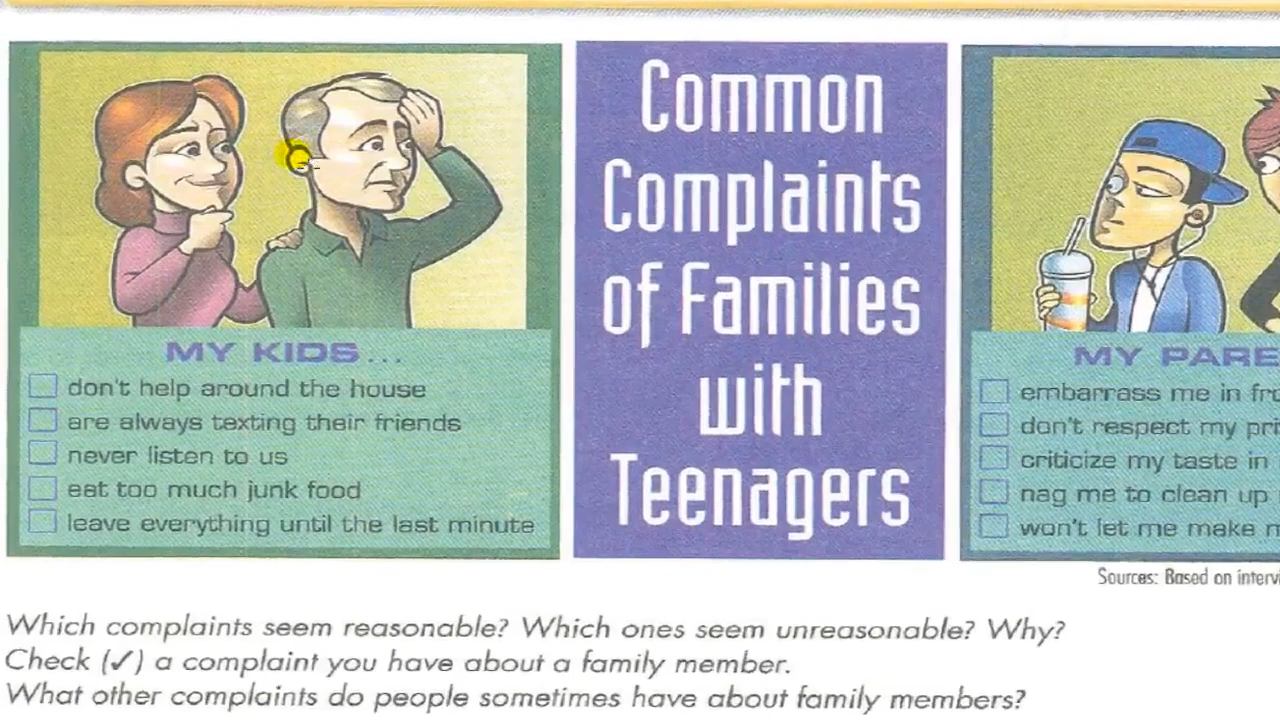 MY KIDS...
don't help around the house
are always texting their friends
never listen to us
eat too much junk food
leave everything until the last minute
Common
Complaints
of Families
with
Teenagers
MY
embarrass me in
don't respect my
criticize my taste in
nag me to clean up
won't let me make
Sources: Based on
Which complaints seem reasonable? Which ones seem unreasonable? Why?
Check (✓) a complaint you have about a family member.
What other complaints do people sometimes have about family members?